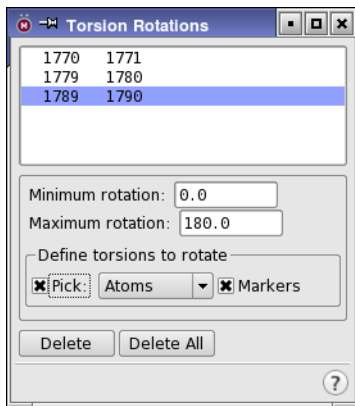 Torsion Rotations
1770 1771
1779 1780
1789 1790
Minimum rotation: 0.0
Maximum rotation: 180.0
Define torsions to rotate
Pick: Atoms Markers
Delete Delete All
?